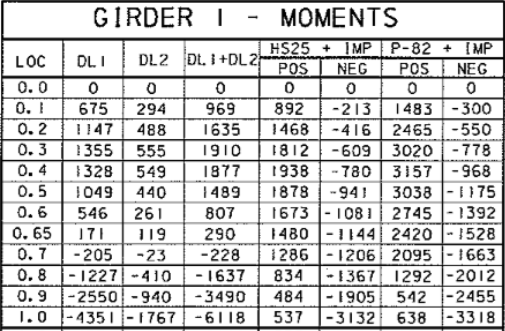 GIRDER 1 - MOMENTS
LOC DL1 DL2 DL1+DL2 HS25 + IMP P-82 + IMP
POS NEG POS NEG
0.0 0 0 0 0 0 0 0
0.1 675 294 969 892 -213 1483 -300
0.2 1147 488 1635 1468 -416 2465 -550
0.3 1355 555 1910 1812 -609 3020 -778
0.4 1328 549 1877 1938 -780 3157 -968
0.5 1049 440 1489 1878 -941 3038 -1175
0.6 546 261 807 1673 -1081 2745 -1392
0.65 171 119 290 1480 -1144 2420 -1528
0.7 -205 -23 -228 1286 -1206 2095 -1663
0.8 -1227 -410 -1637 834 -1367 1292 -2012
0.9 -2550 -940 -3490 484 -1905 542 -2455
1.0 -4351 -1767 -6118 537 -3132 638 -3318